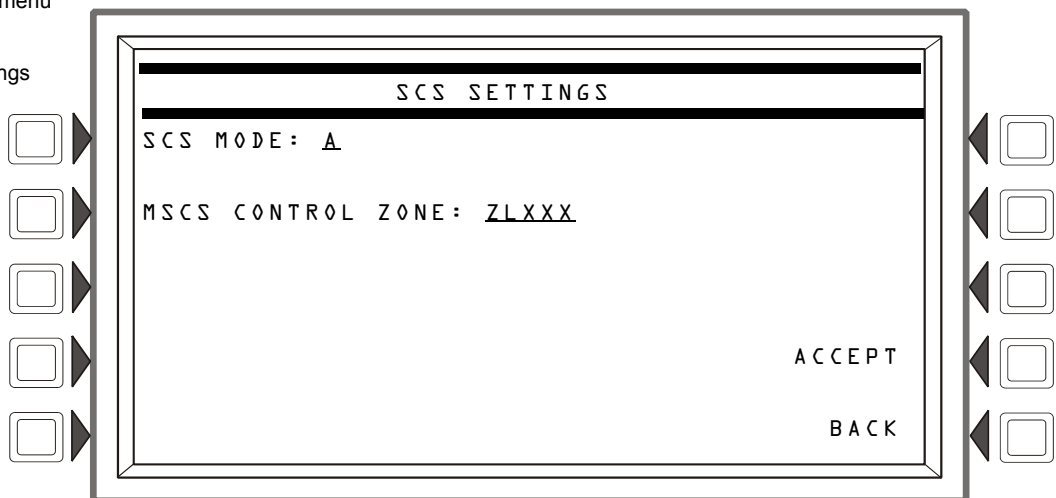 menu
ngs
SCS SETTINGS
SCS MODE: A
MSCS CONTROL ZONE: ZLXXX
ACCEPT
BACK